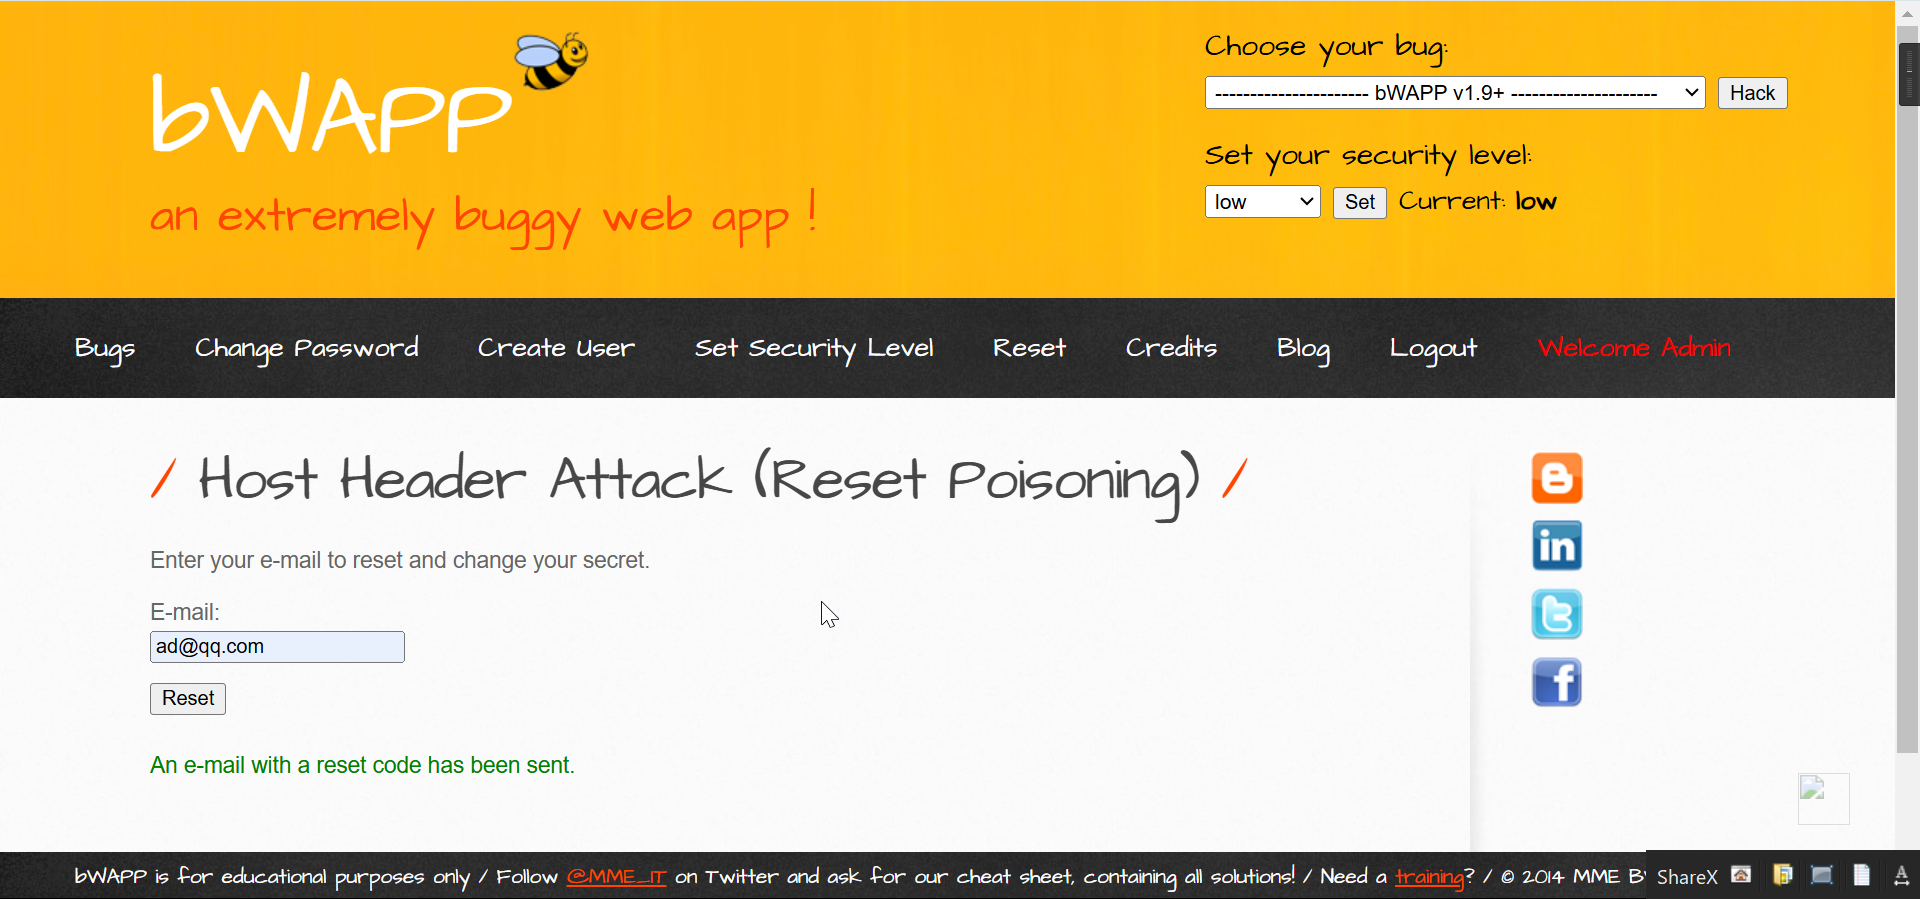 bWAPP
an extremely buggy web app !
Choose your bug:
---------------------- bWAPP v1.9+ --------------------- Hack
Set your security level:
low Set Current: low
Bugs Change Password Create User Set Security Level Reset Credits Blog Logout Welcome Admin
/ Host Header Attack (Reset Poisoning) /
Enter your e-mail to reset and change your secret.
E-mail:
ad@qq.com
Reset
An e-mail with a reset code has been sent.
bWAPP is for educational purposes only / Follow @MME_IT on Twitter and ask for our cheat sheet, containing all solutions! / Need a training? / © 2014 MME
ShareX